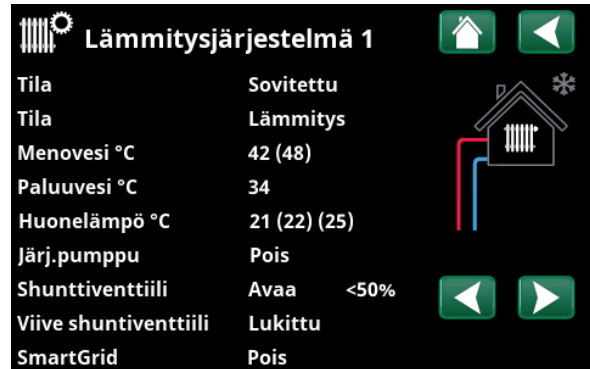 Lämmitysjärjestelmä 1
Tila Sovitettu
Tila Lämmitys
Menovesi °C 42 (48)
Paluuvesi °C 34
Huonelämpö °C 21 (22) (25)
Järj.pumppu Pois
Shunttiventtiili Avaa <50%
Viive shuntiventtiili Lukittu
SmartGrid Pois